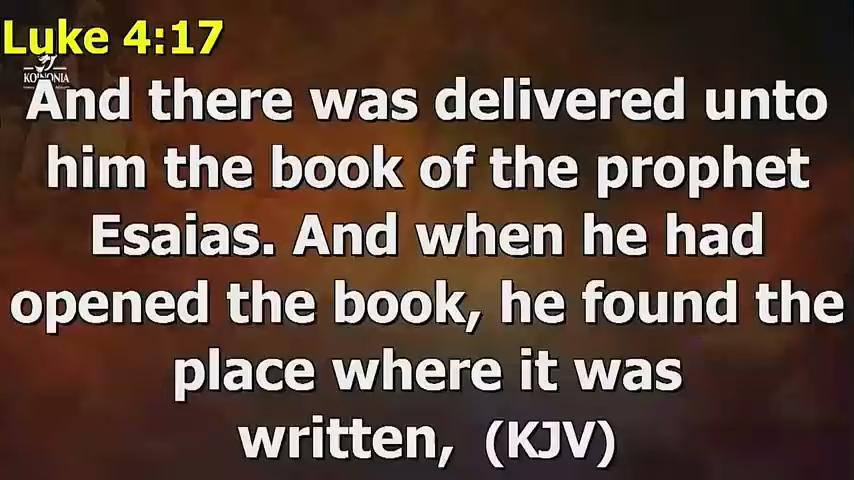 Luke 4:17
KOINONIA
And there was delivered unto
him the book of the prophet
Esaias. And when he had
opened the book, he found the
place where it was
written, (KJV)